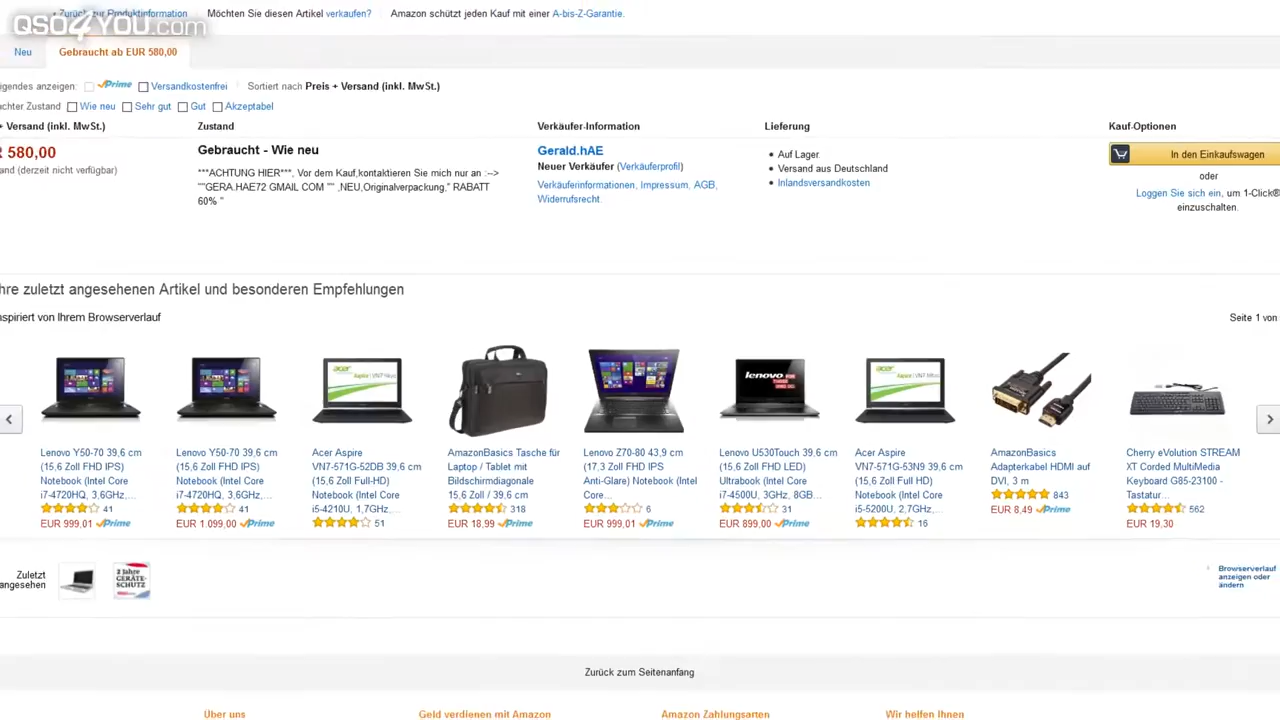 Zurück zur Produktinformation Möchten Sie diesen Artikel verkaufen? Amazon schützt jeden Kauf mit einer A-bis-Z-Garantie.
QSO4YOU.com
Neu Gebraucht ab EUR 580,00
igendes anzeigen: Prime Versandkostenfrei Sortiert nach Preis + Versand (inkl. MwSt.)
achter Zustand Wie neu Sehr gut Gut Akzeptabel
+ Versand (inkl. MwSt.) Zustand Verkäufer-Information Lieferung Kauf-Optionen
R 580,00
and (derzeit nicht verfügbar)
Gebraucht - Wie neu
***ACHTUNG HIER***, Vor dem Kauf,kontaktieren Sie mich nur an :-->
""GERA.HAE72 GMAIL COM "" ,NEU,Originalverpackung," RABATT
60% "
Gerald.hAE
Neuer Verkäufer (Verkäuferprofil)
Verkäuferinformationen, Impressum, AGB,
Widerrufsrecht.
Auf Lager.
Versand aus Deutschland
Inlandsversandkosten
In den Einkaufswagen
oder
Loggen Sie sich ein, um 1-Click®
einzuschalten.
hre zuletzt angesehenen Artikel und besonderen Empfehlungen
nspiriert von Ihrem Browserverlauf Seite 1 von
Lenovo Y50-70 39,6 cm
(15,6 Zoll FHD IPS)
Notebook (Intel Core
i7-4720HQ, 3,6GHz,...
41
EUR 999,01 Prime
Lenovo Y50-70 39,6 cm
(15,6 Zoll FHD IPS)
Notebook (Intel Core
i7-4720HQ, 3,6GHz,...
41
EUR 1.099,00 Prime
acer
Acer Aspire
VN7-571G-52DB 39,6 cm
(15,6 Zoll Full-HD)
Notebook (Intel Core
i5-4210U, 1,7GHz,...
51
AmazonBasics Tasche für
Laptop / Tablet mit
Bildschirmdiagonale
15,6 Zoll / 39,6 cm
318
EUR 18,99 Prime
Lenovo Z70-80 43,9 cm
(17,3 Zoll FHD IPS
Anti-Glare) Notebook (Intel
Core...
6
EUR 999,01 Prime
lenovo
Lenovo U530Touch 39,6 cm
(15,6 Zoll FHD LED)
Ultrabook (Intel Core
i7-4500U, 3GHz, 8GB...
31
EUR 899,00 Prime
acer
Acer Aspire
VN7-571G-53N9 39,6 cm
(15,6 Zoll Full HD)
Notebook (Intel Core
i5-5200U, 2,7GHz,...
16
AmazonBasics
Adapterkabel HDMI auf
DVI, 3 m
843
EUR 8,49 Prime
Cherry eVolution STREAM
XT Corded MultiMedia
Keyboard G85-23100 -
Tastatur...
562
EUR 19,30
Zuletzt
angesehen
2 Jahre
GERÄTE-
SCHUTZ
Browserverlauf
anzeigen oder
ändern
Zurück zum Seitenanfang
Über uns Geld verdienen mit Amazon Amazon Zahlungsarten Wir helfen Ihnen